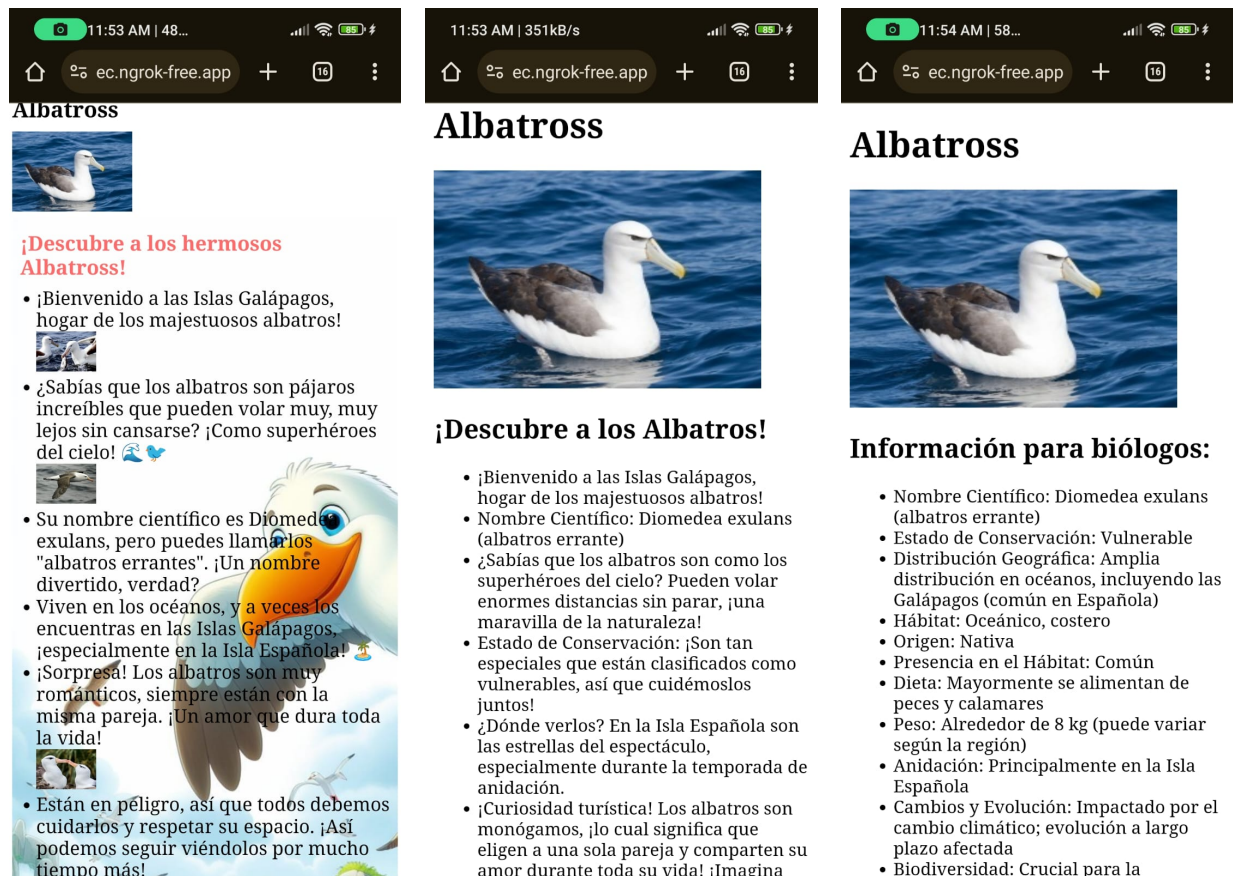 11:53 AM | 48...
85
ec.ngrok-free.app
16
Albatross
¡Descubre a los hermosos
Albatross!
• ¡Bienvenido a las Islas Galápagos,
hogar de los majestuosos albatros!
• ¿Sabías que los albatros son pájaros
increíbles que pueden volar muy, muy
lejos sin cansarse? ¡Como superhéroes
del cielo! 🌊🐦
• Su nombre científico es Diomedea
exulans, pero puedes llamarlos
"albatros errantes". ¡Un nombre
divertido, verdad?
• Viven en los océanos, y a veces los
encuentras en las Islas Galápagos,
¡especialmente en la Isla Española! 🏝️
• ¡Sorpresa! Los albatros son muy
románticos, siempre están con la
misma pareja. ¡Un amor que dura toda
la vida!
• Están en peligro, así que todos debemos
cuidarlos y respetar su espacio. ¡Así
podemos seguir viéndolos por mucho
tiempo más!
11:53 AM | 351kB/s
85
ec.ngrok-free.app
16
Albatross
¡Descubre a los Albatros!
• ¡Bienvenido a las Islas Galápagos,
hogar de los majestuosos albatros!
• Nombre Científico: Diomedea exulans
(albatros errante)
• ¿Sabías que los albatros son como los
superhéroes del cielo? Pueden volar
enormes distancias sin parar, ¡una
maravilla de la naturaleza!
• Estado de Conservación: ¡Son tan
especiales que están clasificados como
vulnerables, así que cuidémoslos
juntos!
• ¿Dónde verlos? En la Isla Española son
las estrellas del espectáculo,
especialmente durante la temporada de
anidación.
• ¡Curiosidad turística! Los albatros son
monógamos, ¡lo cual significa que
eligen a una sola pareja y comparten su
amor durante toda su vida! ¡Imagina
11:54 AM | 58...
85
ec.ngrok-free.app
16
Albatross
Información para biólogos:
• Nombre Científico: Diomedea exulans
(albatros errante)
• Estado de Conservación: Vulnerable
• Distribución Geográfica: Amplia
distribución en océanos, incluyendo las
Galápagos (común en Española)
• Hábitat: Oceánico, costero
• Origen: Nativa
• Presencia en el Hábitat: Común
• Dieta: Mayormente se alimentan de
peces y calamares
• Peso: Alrededor de 8 kg (puede variar
según la región)
• Anidación: Principalmente en la Isla
Española
• Cambios y Evolución: Impactado por el
cambio climático; evolución a largo
plazo afectada
• Biodiversidad: Crucial para la